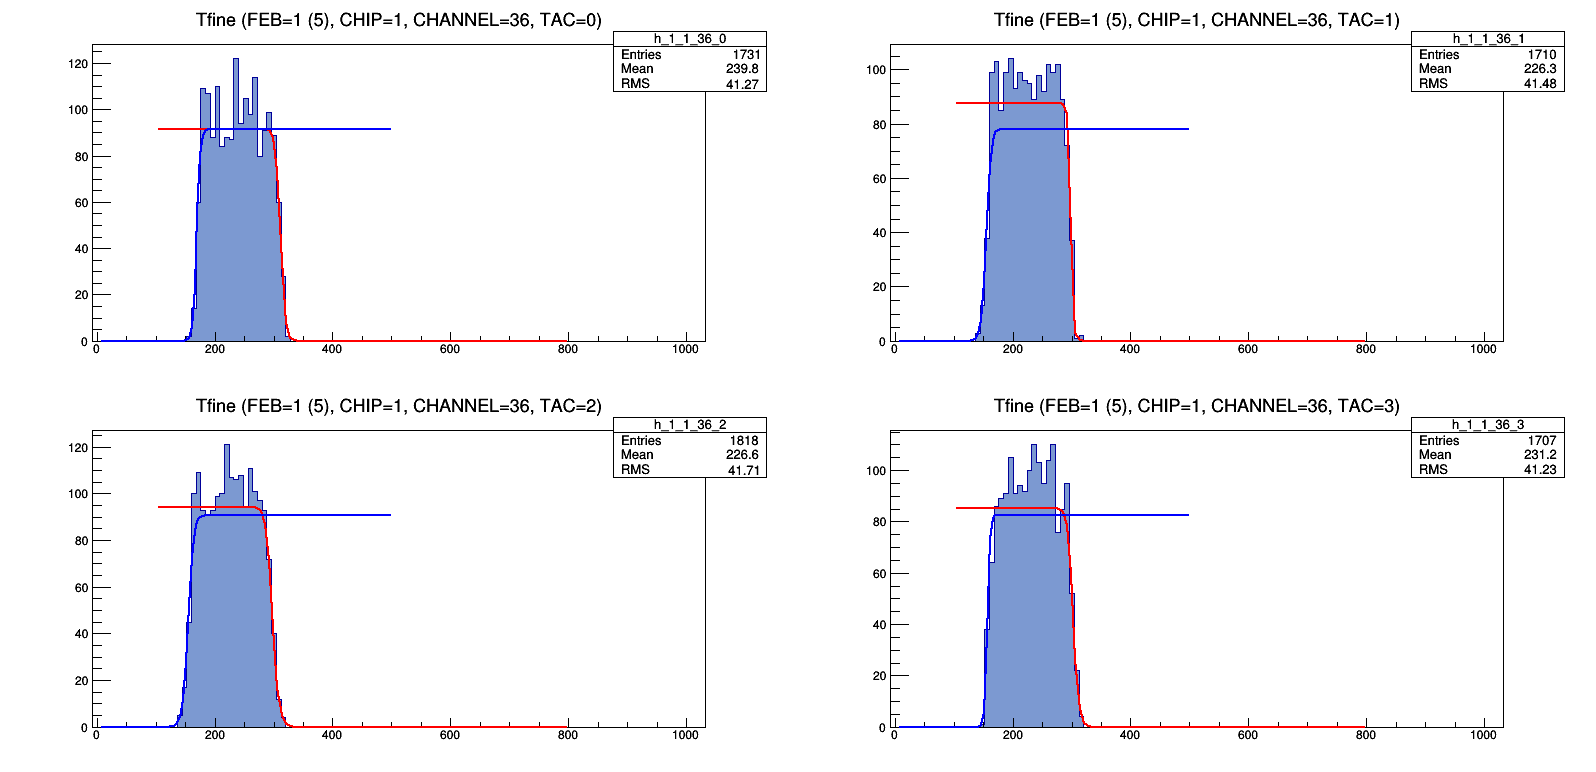 Tfine (FEB=1 (5), CHIP=1, CHANNEL=36, TAC=0)
h_1_1_36_0
Entries 1731
Mean 239.8
RMS 41.27
120
100
80
60
40
20
0
0 200 400 600 800 1000
Tfine (FEB=1 (5), CHIP=1, CHANNEL=36, TAC=1)
h_1_1_36_1
Entries 1710
Mean 226.3
RMS 41.48
100
80
60
40
20
0
0 200 400 600 800 1000
Tfine (FEB=1 (5), CHIP=1, CHANNEL=36, TAC=2)
h_1_1_36_2
Entries 1818
Mean 226.6
RMS 41.71
120
100
80
60
40
20
0
0 200 400 600 800 1000
Tfine (FEB=1 (5), CHIP=1, CHANNEL=36, TAC=3)
h_1_1_36_3
Entries 1707
Mean 231.2
RMS 41.23
100
80
60
40
20
0
0 200 400 600 800 1000